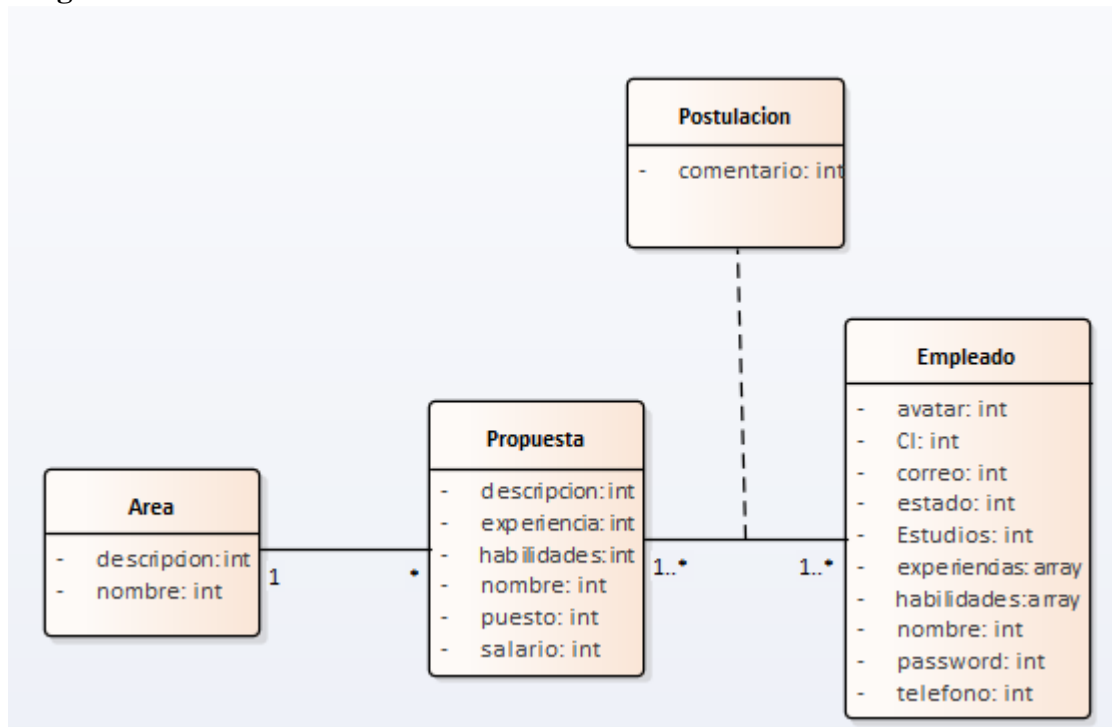 Postulacion
- comentario: int
Empleado
- avatar: int
- CI: int
- correo: int
- estado: int
- Estudios: int
- experiencias: array
- habilidades:array
- nombre: int
- password: int
- telefono: int
Propuesta
- descripcion: int
- experiencia: int
- habilidades: int
- nombre: int
- puesto: int
- salario: int
Area
- descripcion: int
- nombre: int
1
*
1..*
1..*